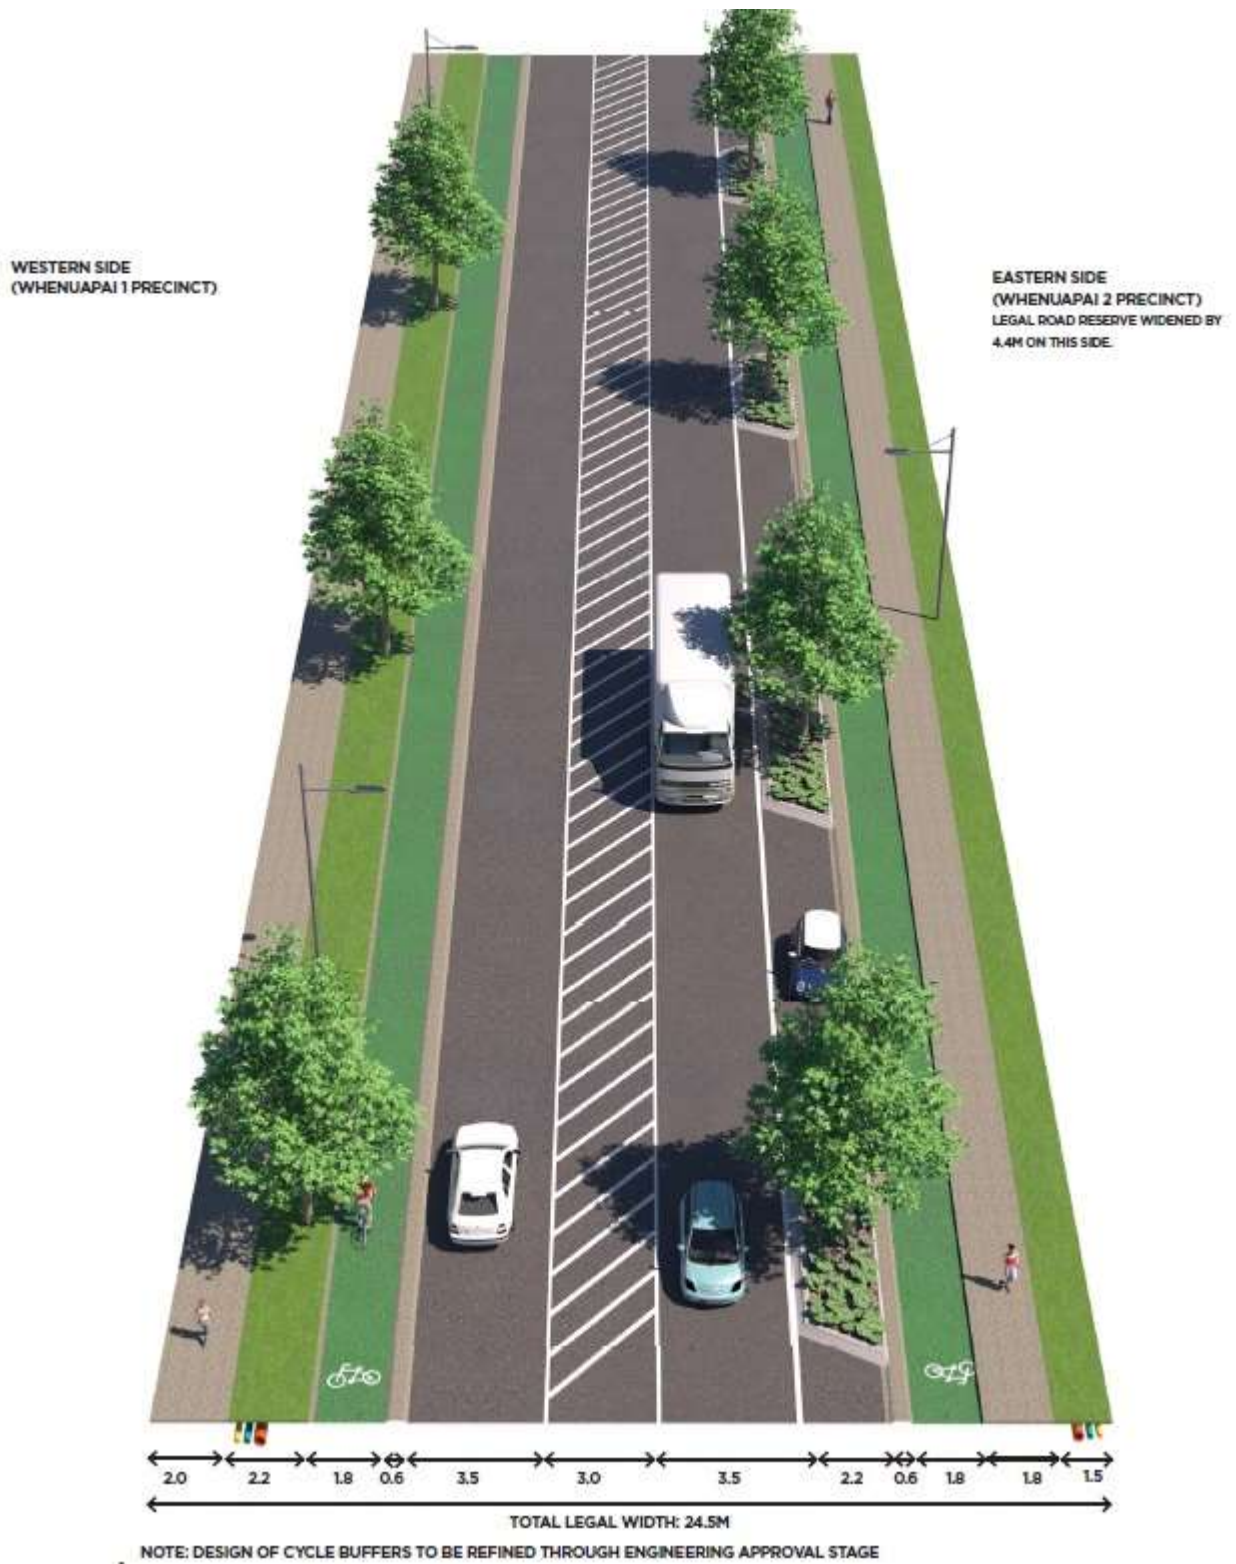 WESTERN SIDE
(WHENUAPAI 1 PRECINCT)
EASTERN SIDE
(WHENUAPAI 2 PRECINCT)
LEGAL ROAD RESERVE WIDENED BY
4.4M ON THIS SIDE.
2.0 2.2 1.8 0.6 3.5 3.0 3.5 2.2 0.6 1.8 1.8 1.5
TOTAL LEGAL WIDTH: 24.5M
NOTE: DESIGN OF CYCLE BUFFERS TO BE REFINED THROUGH ENGINEERING APPROVAL STAGE